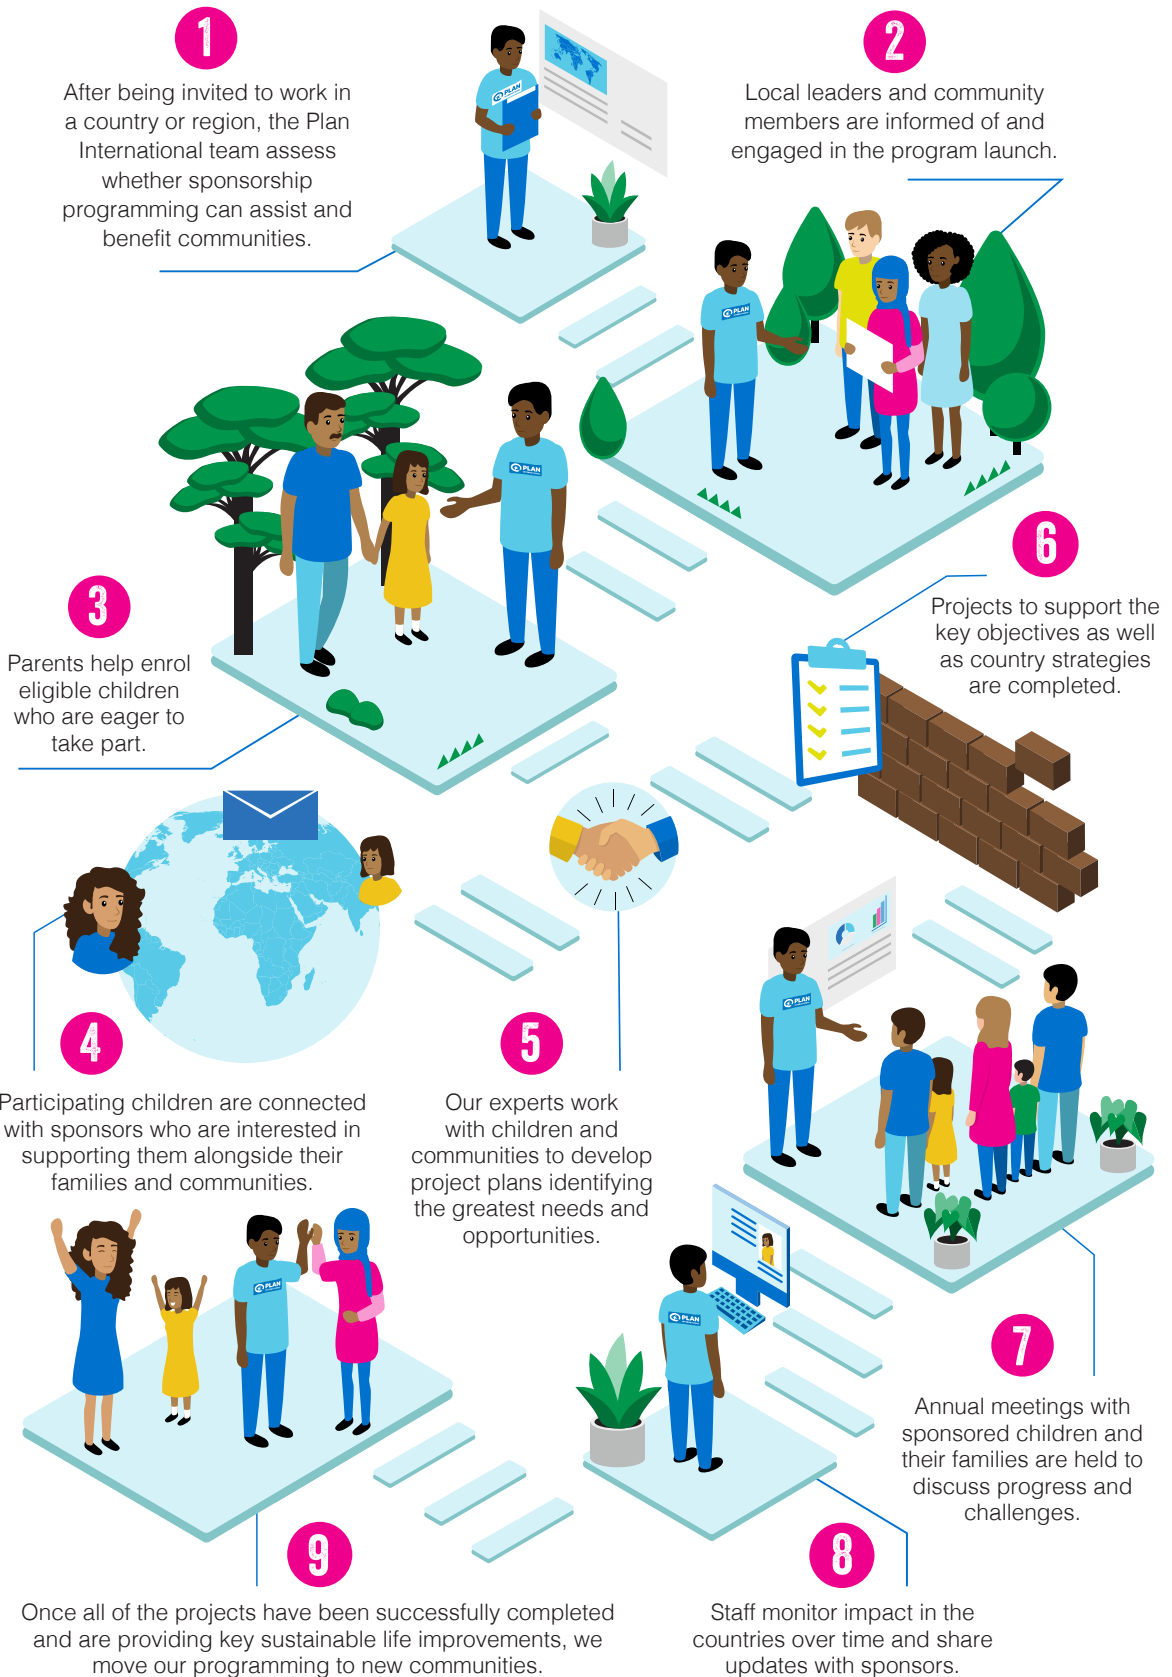 1
After being invited to work in
a country or region, the Plan
International team assess
whether sponsorship
programming can assist and
benefit communities.
PLAN
2
Local leaders and community
members are informed of and
engaged in the program launch.
PLAN
3
Parents help enrol
eligible children
who are eager to
take part.
PLAN
4
Participating children are connected
with sponsors who are interested in
supporting them alongside their
families and communities.
5
Our experts work
with children and
communities to develop
project plans identifying
the greatest needs and
opportunities.
6
Projects to support the
key objectives as well
as country strategies
are completed.
PLAN
7
Annual meetings with
sponsored children and
their families are held to
discuss progress and
challenges.
PLAN
8
Staff monitor impact in the
countries over time and share
updates with sponsors.
PLAN
9
Once all of the projects have been successfully completed
and are providing key sustainable life improvements, we
move our programming to new communities.